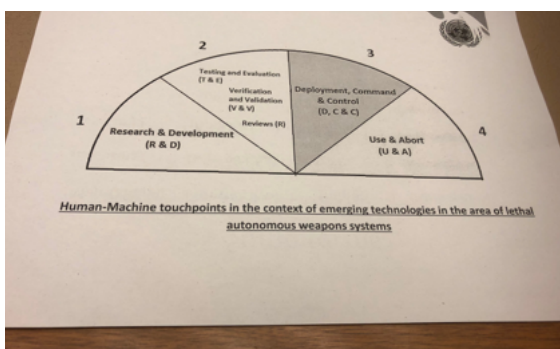 1
Research & Development
(R & D)
2
Testing and Evaluation
(T & E)
Verification
and Validation
(V & V)
Reviews (R)
3
Deployment, Command
& Control
(D, C & C)
4
Use & Abort
(U & A)
Human-Machine touchpoints in the context of emerging technologies in the area of lethal
autonomous weapons systems